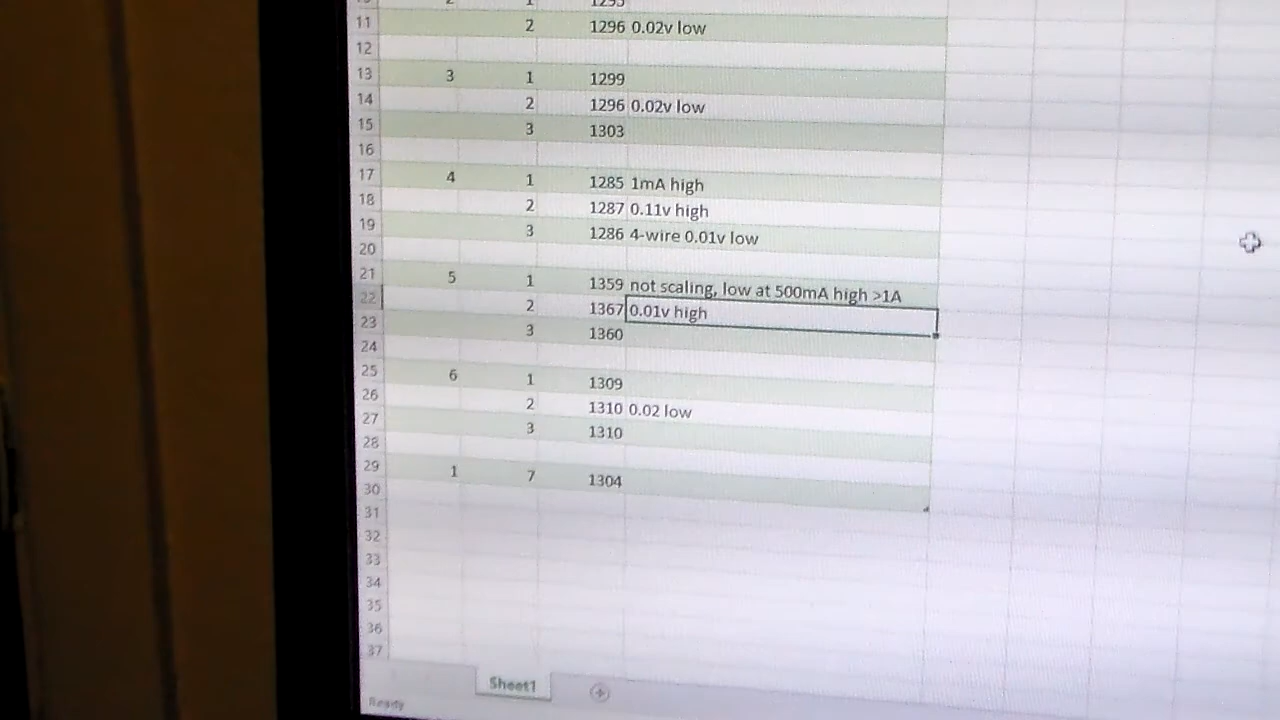 2 1 1295
11 2 1296 0.02v low
12
13 3 1 1299
14 2 1296 0.02v low
15 3 1303
16
17 4 1 1285 1mA high
18 2 1287 0.11v high
19 3 1286 4-wire 0.01v low
20
21 5 1 1359 not scaling, low at 500mA high >1A
22 2 1367 0.01v high
23 3 1360
24
25 6 1 1309
26 2 1310 0.02 low
27 3 1310
28
29 1 7 1304
30
31
32
33
34
35
36
37
Sheet1
Ready